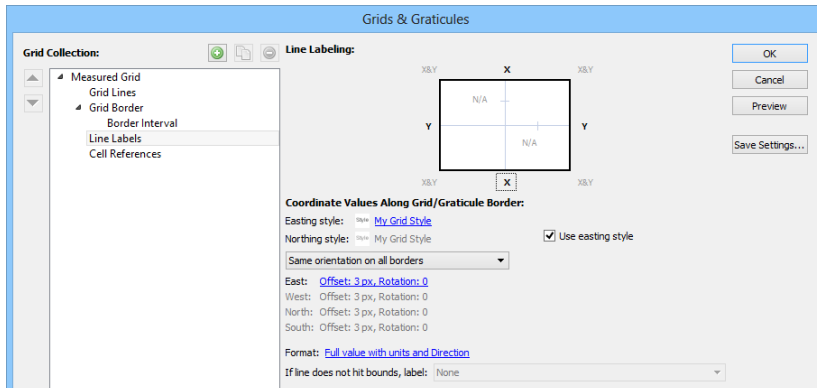 Grids & Graticules
Grid Collection:
Measured Grid
Grid Lines
Grid Border
Border Interval
Line Labels
Cell References
Line Labeling:
X&Y X X&Y
N/A
Y Y
N/A
X&Y X X&Y
Coordinate Values Along Grid/Graticule Border:
Easting style: Style My Grid Style
Northing style: Style My Grid Style
Use easting style
Same orientation on all borders
East: Offset: 3 px, Rotation: 0
West: Offset: 3 px, Rotation: 0
North: Offset: 3 px, Rotation: 0
South: Offset: 3 px, Rotation: 0
Format: Full value with units and Direction
If line does not hit bounds, label: None
OK
Cancel
Preview
Save Settings...